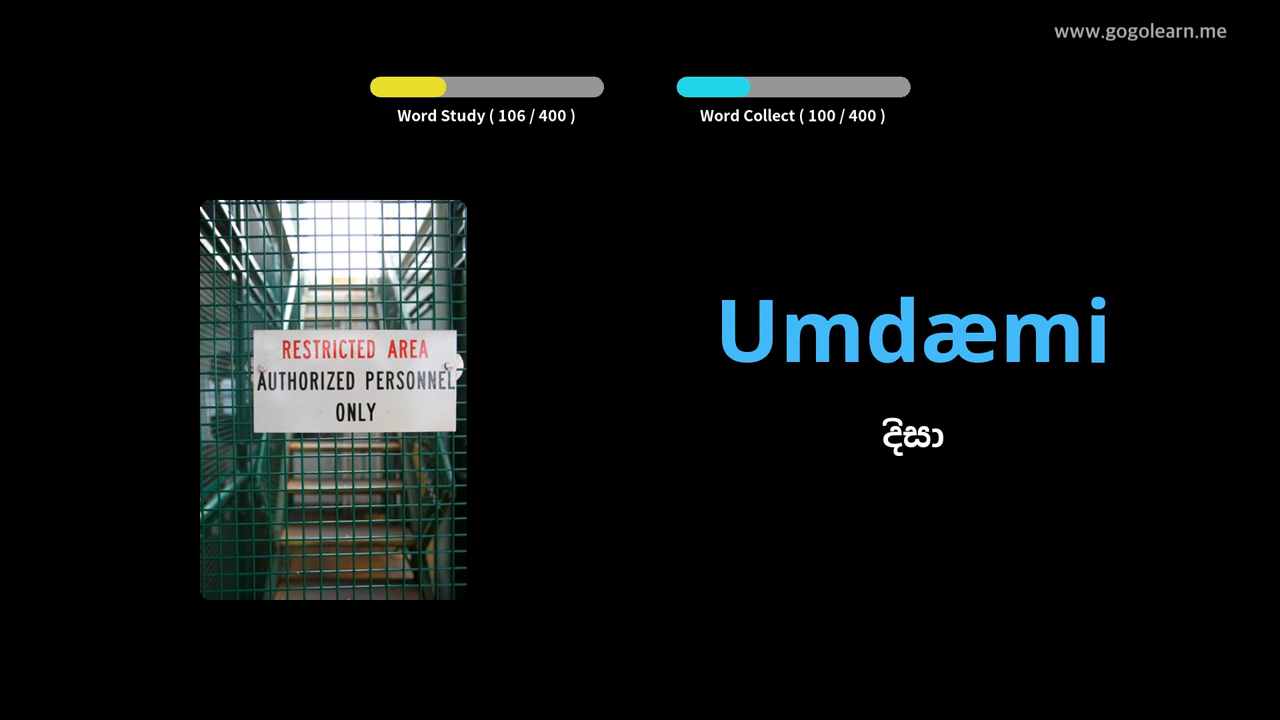 www.gogolearn.me
Word Study ( 106 / 400 )
Word Collect ( 100 / 400 )
RESTRICTED AREA
AUTHORIZED PERSONNEL
ONLY
Umdæmi
දිසා